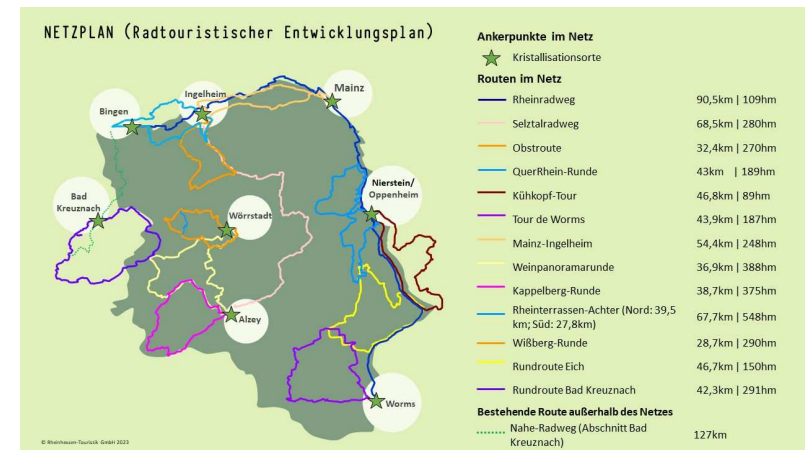 NETZPLAN (Radtouristischer Entwicklungsplan)
Bingen
Ingelheim
Mainz
Bad
Kreuznach
Wörrstadt
Nierstein/
Oppenheim
Alzey
Worms
© Rheinhessen-Touristik GmbH 2023
Ankerpunkte im Netz
Kristallisationsorte
Routen im Netz
Rheinradweg 90,5km | 109hm
Selztalradweg 68,5km | 280hm
Obstroute 32,4km | 270hm
QuerRhein-Runde 43km | 189hm
Kühkopf-Tour 46,8km | 89hm
Tour de Worms 43,9km | 187hm
Mainz-Ingelheim 54,4km | 248hm
Weinpanoramarunde 36,9km | 388hm
Kappelberg-Runde 38,7km | 375hm
Rheinterrassen-Achter (Nord: 39,5
km; Süd: 27,8km) 67,7km | 548hm
Wißberg-Runde 28,7km | 290hm
Rundroute Eich 46,7km | 150hm
Rundroute Bad Kreuznach 42,3km | 291hm
Bestehende Route außerhalb des Netzes
Nahe-Radweg (Abschnitt Bad
Kreuznach) 127km